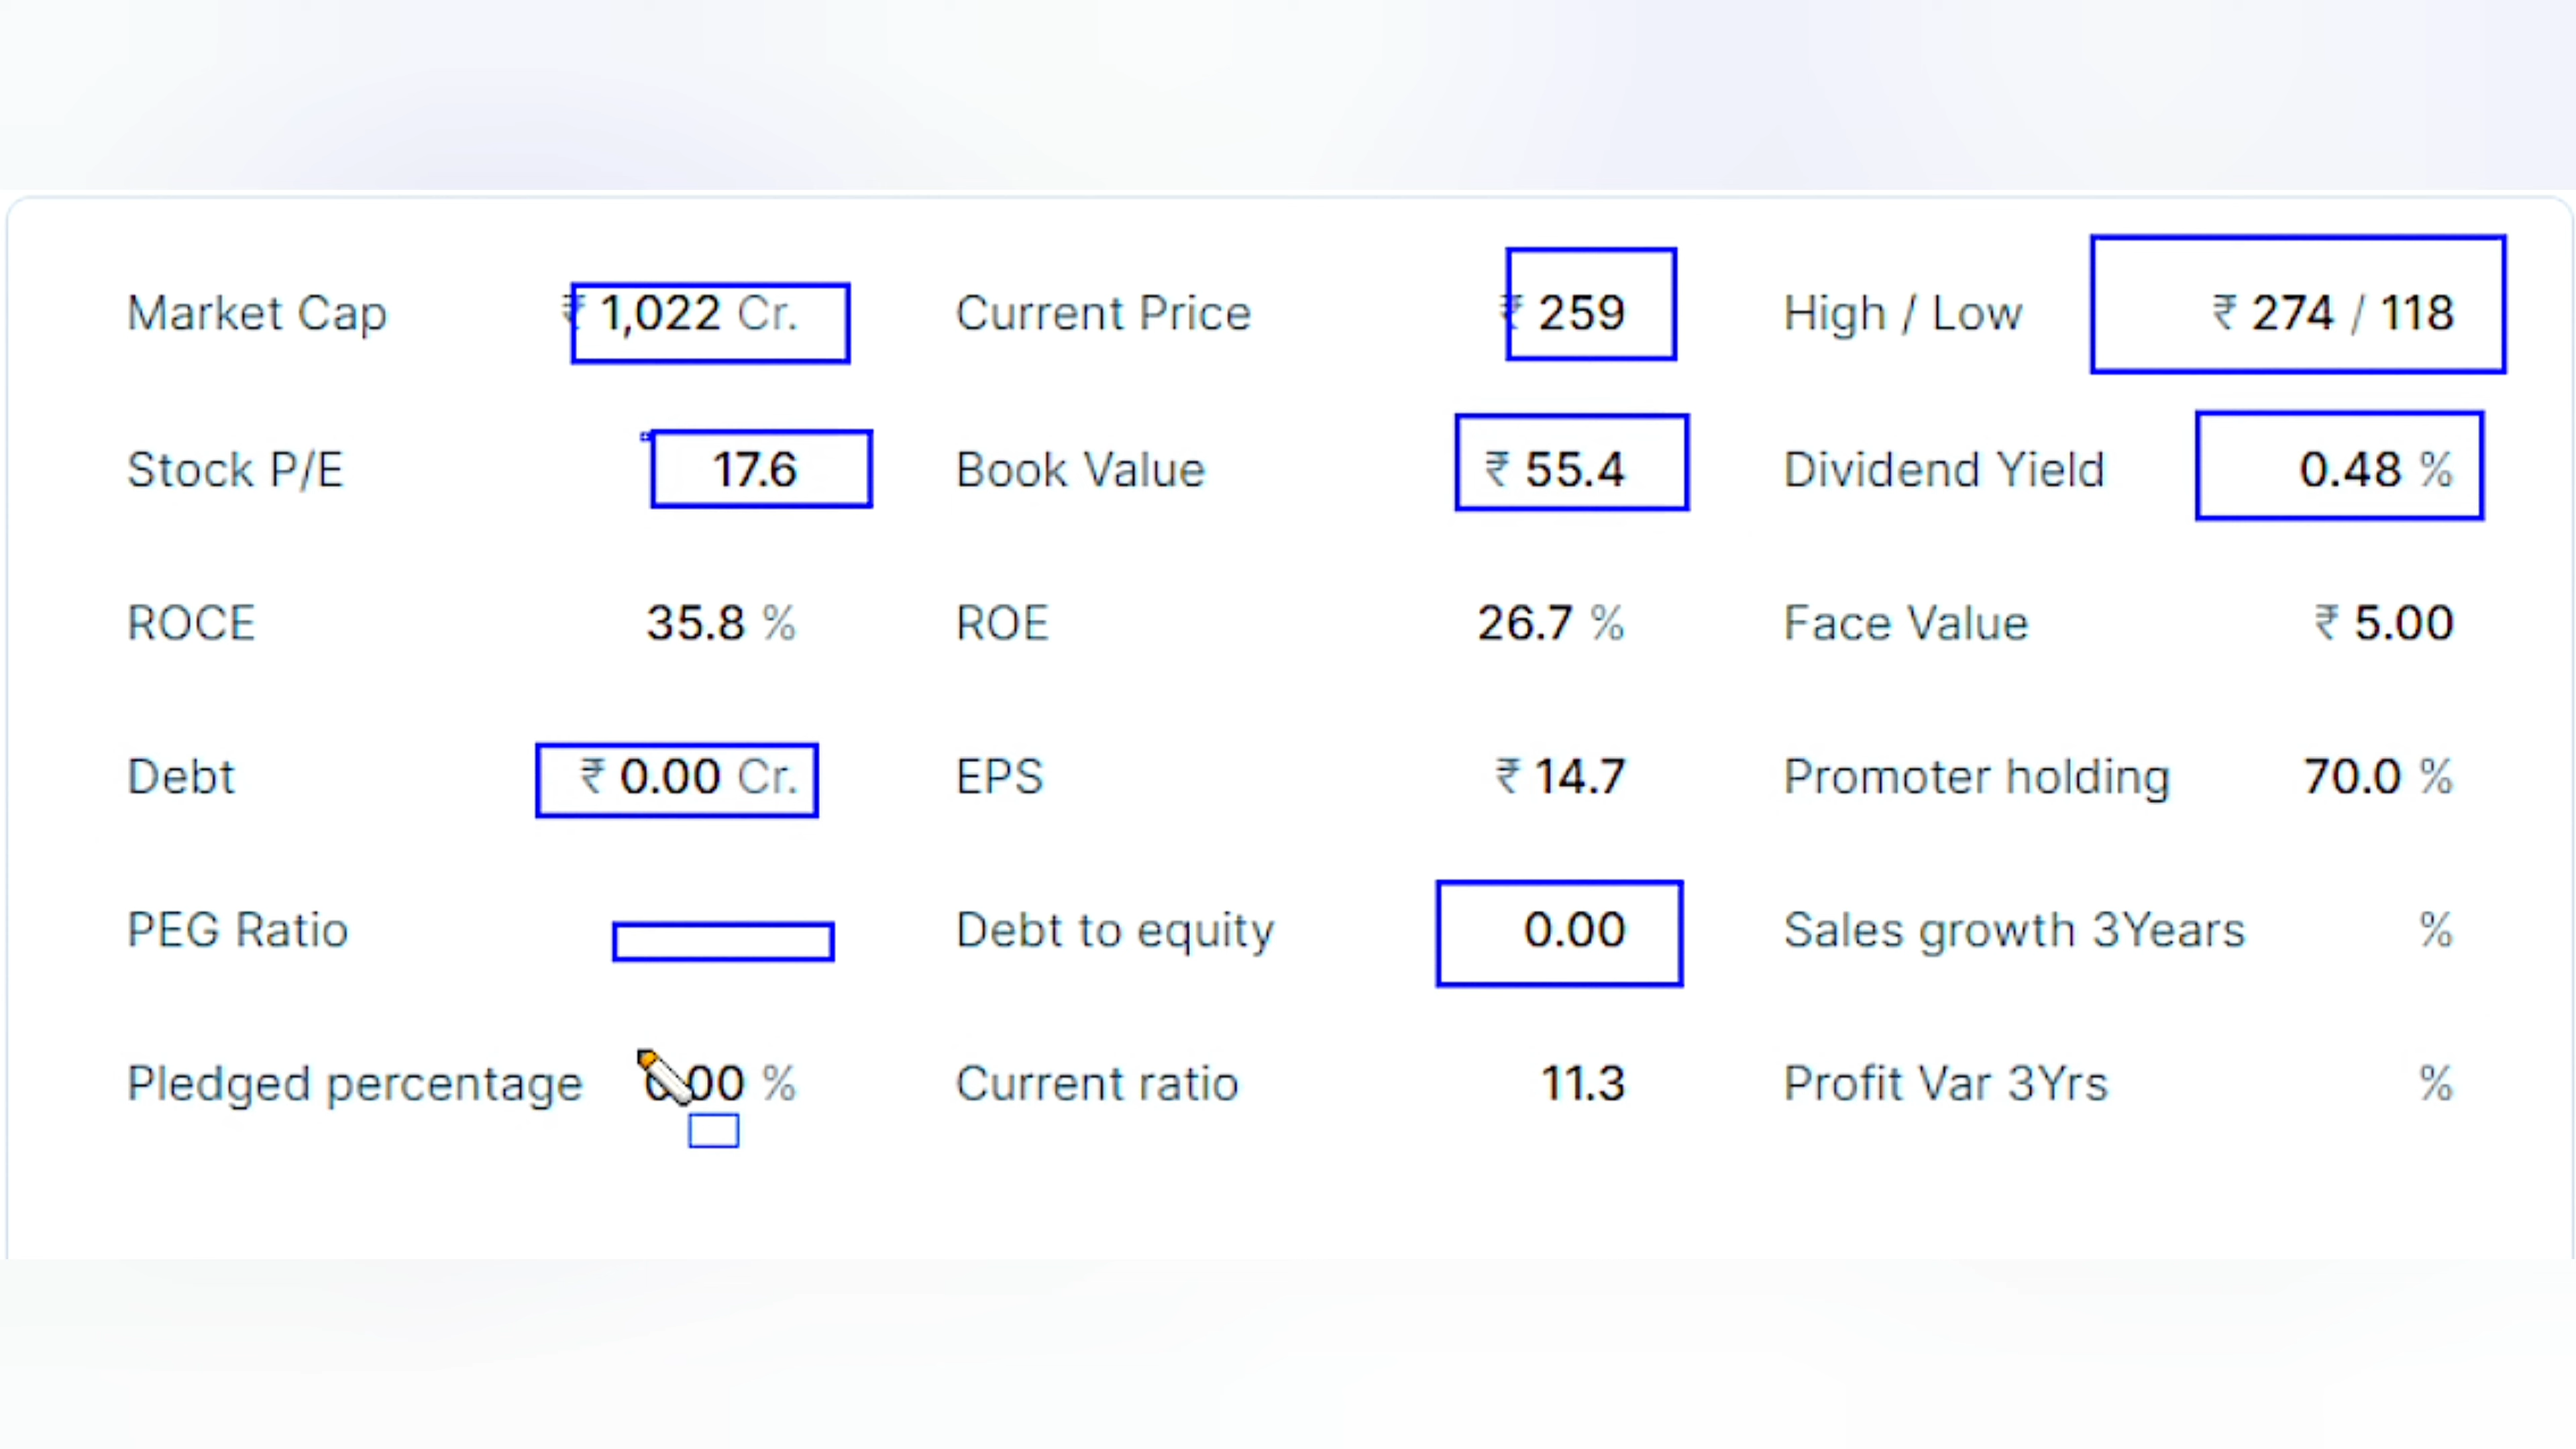 Market Cap ₹ 1,022 Cr. Current Price ₹ 259 High / Low ₹ 274 / 118
Stock P/E 17.6 Book Value ₹ 55.4 Dividend Yield 0.48 %
ROCE 35.8 % ROE 26.7 % Face Value ₹ 5.00
Debt ₹ 0.00 Cr. EPS ₹ 14.7 Promoter holding 70.0 %
PEG Ratio Debt to equity 0.00 Sales growth 3Years %
Pledged percentage 0.00 % Current ratio 11.3 Profit Var 3Yrs %